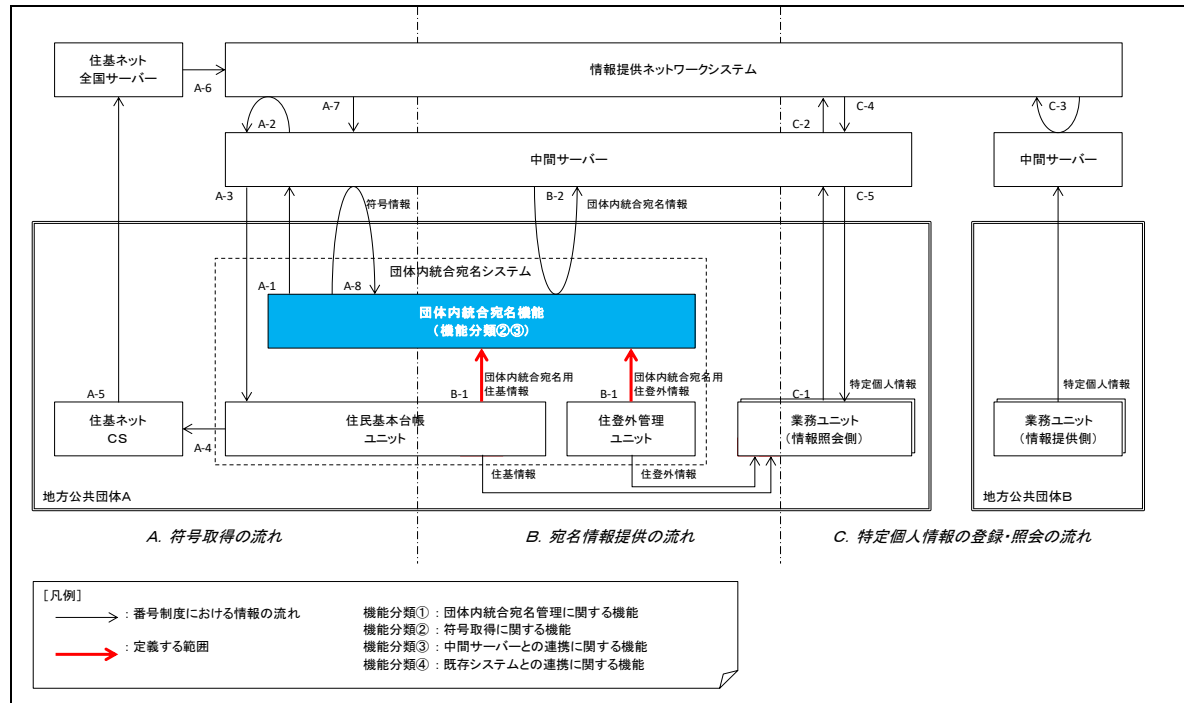 住基ネット
全国サーバー
A-6
情報提供ネットワークシステム
A-2
A-7
C-2
C-4
C-3
中間サーバー
中間サーバー
A-3
符号情報
B-2
団体内統合宛名情報
C-5
団体内統合宛名システム
A-1
A-8
団体内統合宛名機能
(機能分類②③)
団体内統合宛名用
住基情報
団体内統合宛名用
住登外情報
A-5
B-1
B-1
C-1
特定個人情報
特定個人情報
住基ネット
CS
A-4
住民基本台帳
ユニット
住登外管理
ユニット
業務ユニット
(情報照会側)
業務ユニット
(情報提供側)
住基情報
住登外情報
地方公共団体A
地方公共団体B
A. 符号取得の流れ
B. 宛名情報提供の流れ
C. 特定個人情報の登録・照会の流れ
[凡例]
：番号制度における情報の流れ
：定義する範囲
機能分類①：団体内統合宛名管理に関する機能
機能分類②：符号取得に関する機能
機能分類③：中間サーバーとの連携に関する機能
機能分類④：既存システムとの連携に関する機能